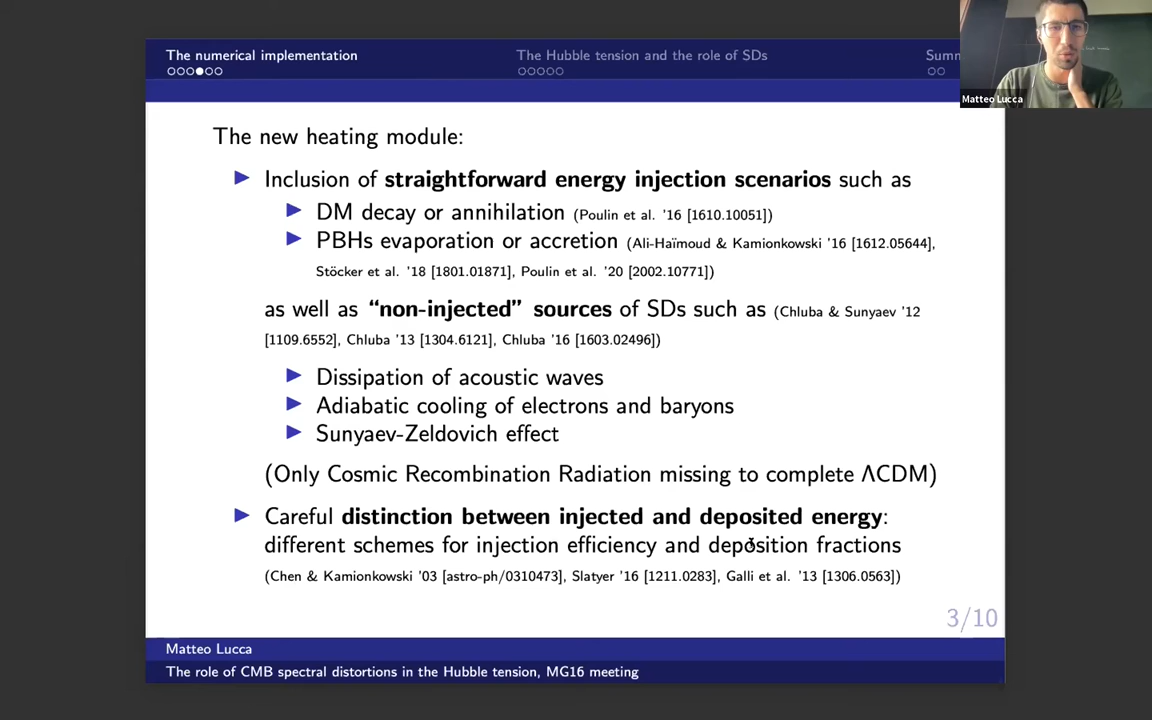 The numerical implementation
The Hubble tension and the role of SDs
Matteo Lucca
The new heating module:
Inclusion of straightforward energy injection scenarios such as
DM decay or annihilation (Poulin et al. '16 [1610.10051])
PBHs evaporation or accretion (Ali-Haïmoud & Kamionkowski '16 [1612.05644],
Stöcker et al. '18 [1801.01871], Poulin et al. '20 [2002.10771])
as well as “non-injected” sources of SDs such as (Chluba & Sunyaev '12
[1109.6552], Chluba '13 [1304.6121], Chluba '16 [1603.02496])
Dissipation of acoustic waves
Adiabatic cooling of electrons and baryons
Sunyaev-Zeldovich effect
(Only Cosmic Recombination Radiation missing to complete ΛCDM)
Careful distinction between injected and deposited energy:
different schemes for injection efficiency and deposition fractions
(Chen & Kamionkowski '03 [astro-ph/0310473], Slatyer '16 [1211.0283], Galli et al. '13 [1306.0563])
3/10
Matteo Lucca
The role of CMB spectral distortions in the Hubble tension, MG16 meeting